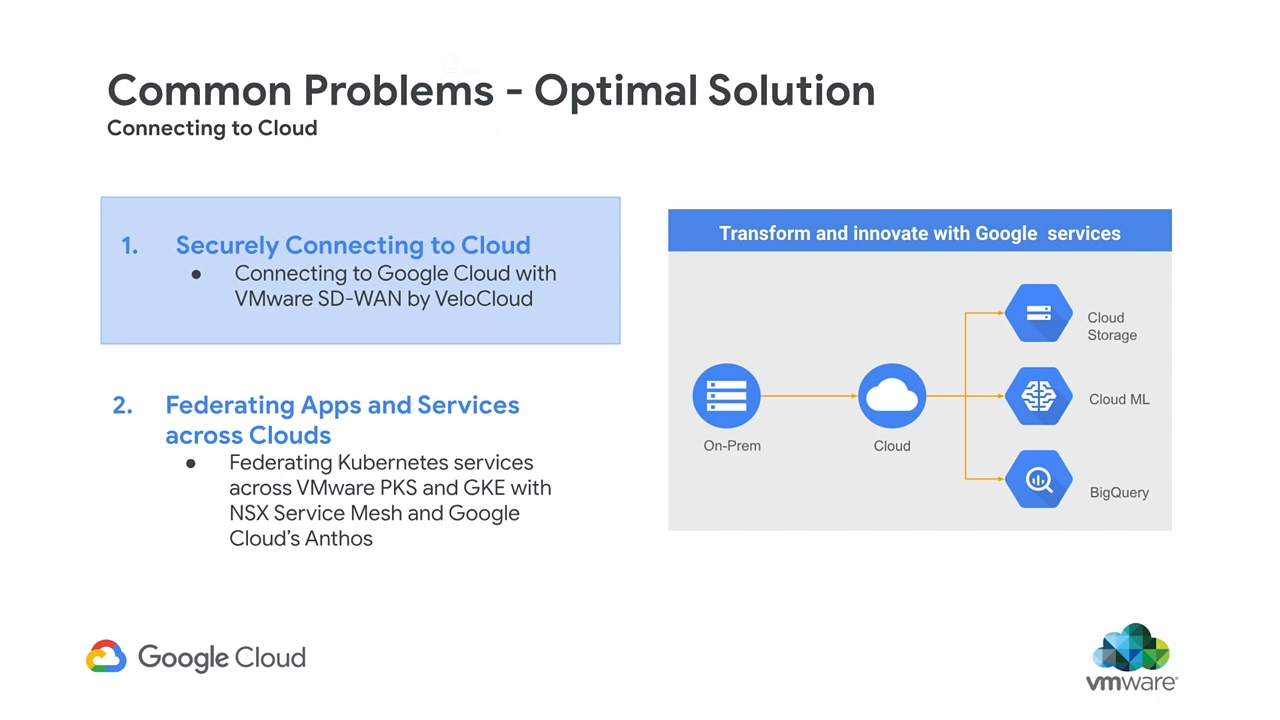 Common Problems - Optimal Solution
Connecting to Cloud
1. Securely Connecting to Cloud
● Connecting to Google Cloud with
VMware SD-WAN by VeloCloud
2. Federating Apps and Services
across Clouds
● Federating Kubernetes services
across VMware PKS and GKE with
NSX Service Mesh and Google
Cloud's Anthos
Transform and innovate with Google services
On-Prem
Cloud
Cloud
Storage
Cloud ML
BigQuery
Google Cloud
vmware®